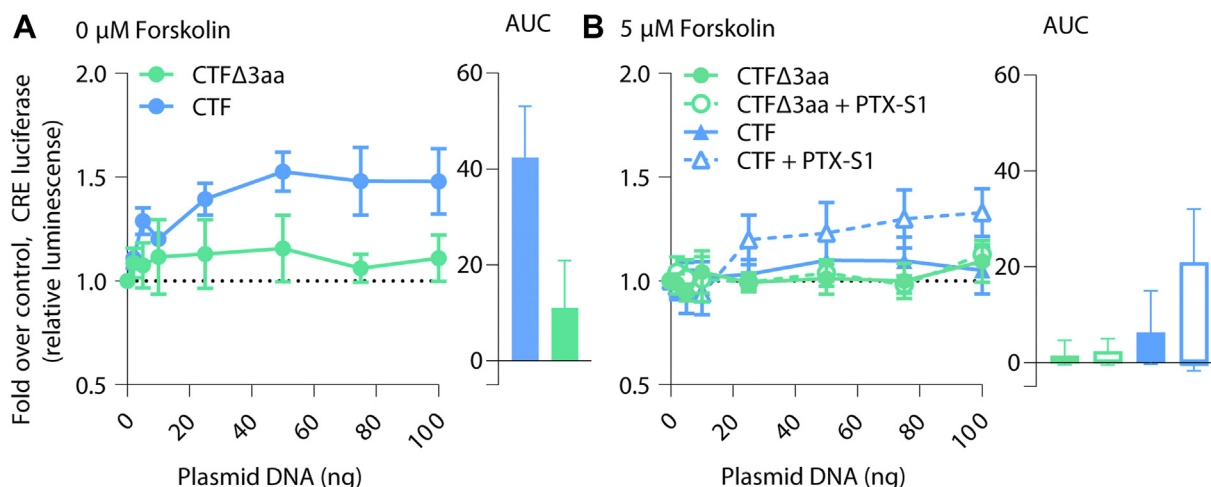 A 0 µM Forskolin
AUC
CTFΔ3aa
CTF
Fold over control, CRE luciferase
(relative luminescense)
2.0
1.5
1.0
0.5
0 20 40 60 80 100
Plasmid DNA (ng)
60
40
20
0
B 5 µM Forskolin
AUC
CTFΔ3aa
CTFΔ3aa + PTX-S1
CTF
CTF + PTX-S1
2.0
1.5
1.0
0.5
0 20 40 60 80 100
Plasmid DNA (ng)
60
40
20
0